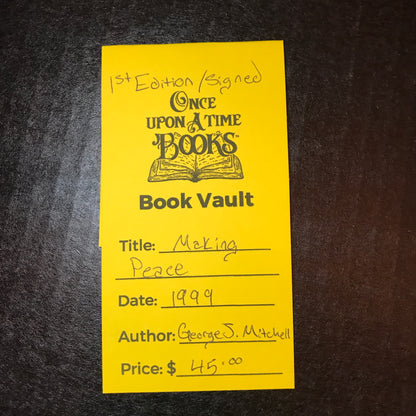 1st Edition/Signed
Once
upon A Time
Books™
Book Vault
Title: Making
Peace
Date: 1999
Author: George J. Mitchell
Price: $ 45.00